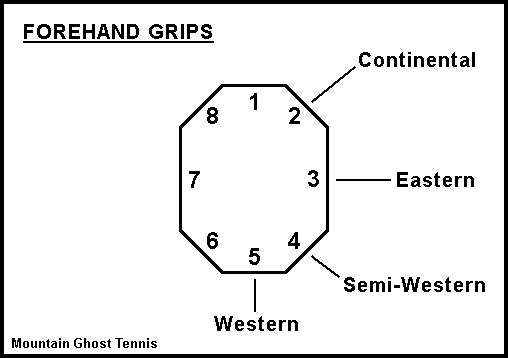 FOREHAND GRIPS
Continental
1
8
2
7
3
Eastern
6
4
5
Semi-Western
Western
Mountain Ghost Tennis